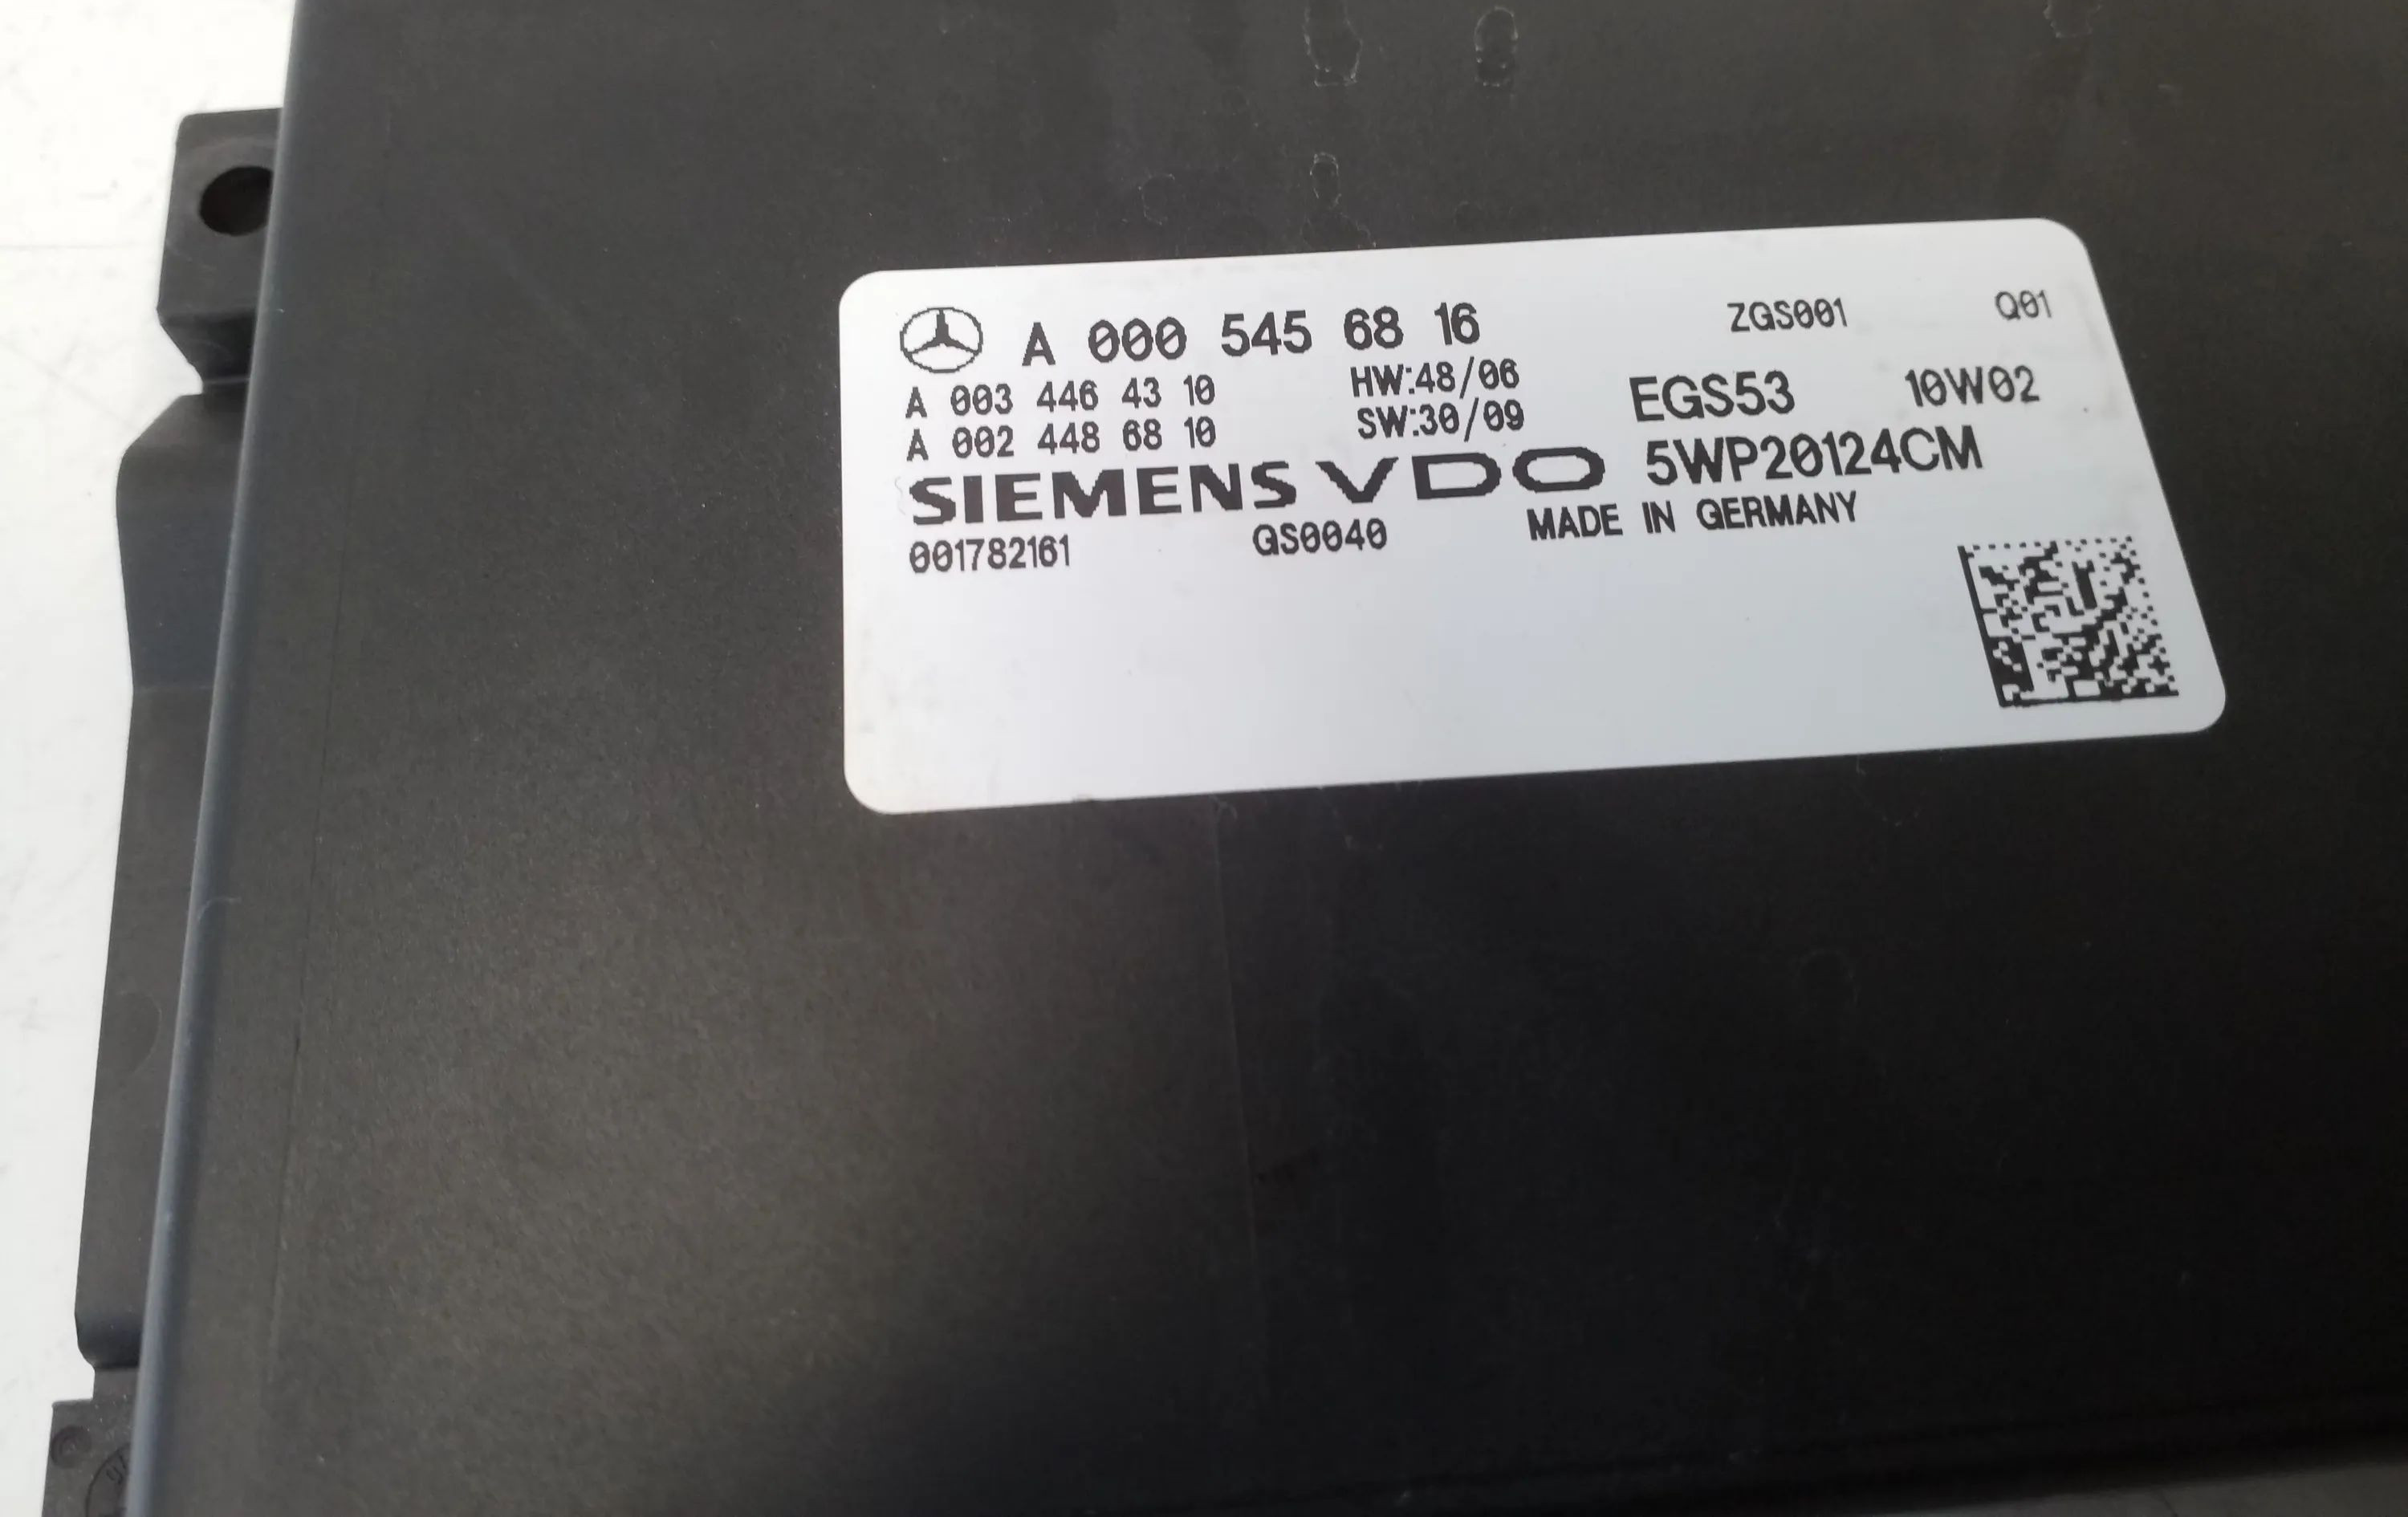 A 000 545 68 16 ZGS001 Q01
A 003 446 43 10 HW:48/06 EGS53 10W02
A 002 448 68 10 SW:30/09
SIEMENS VDO 5WP20124CM
001782161 QS0040 MADE IN GERMANY